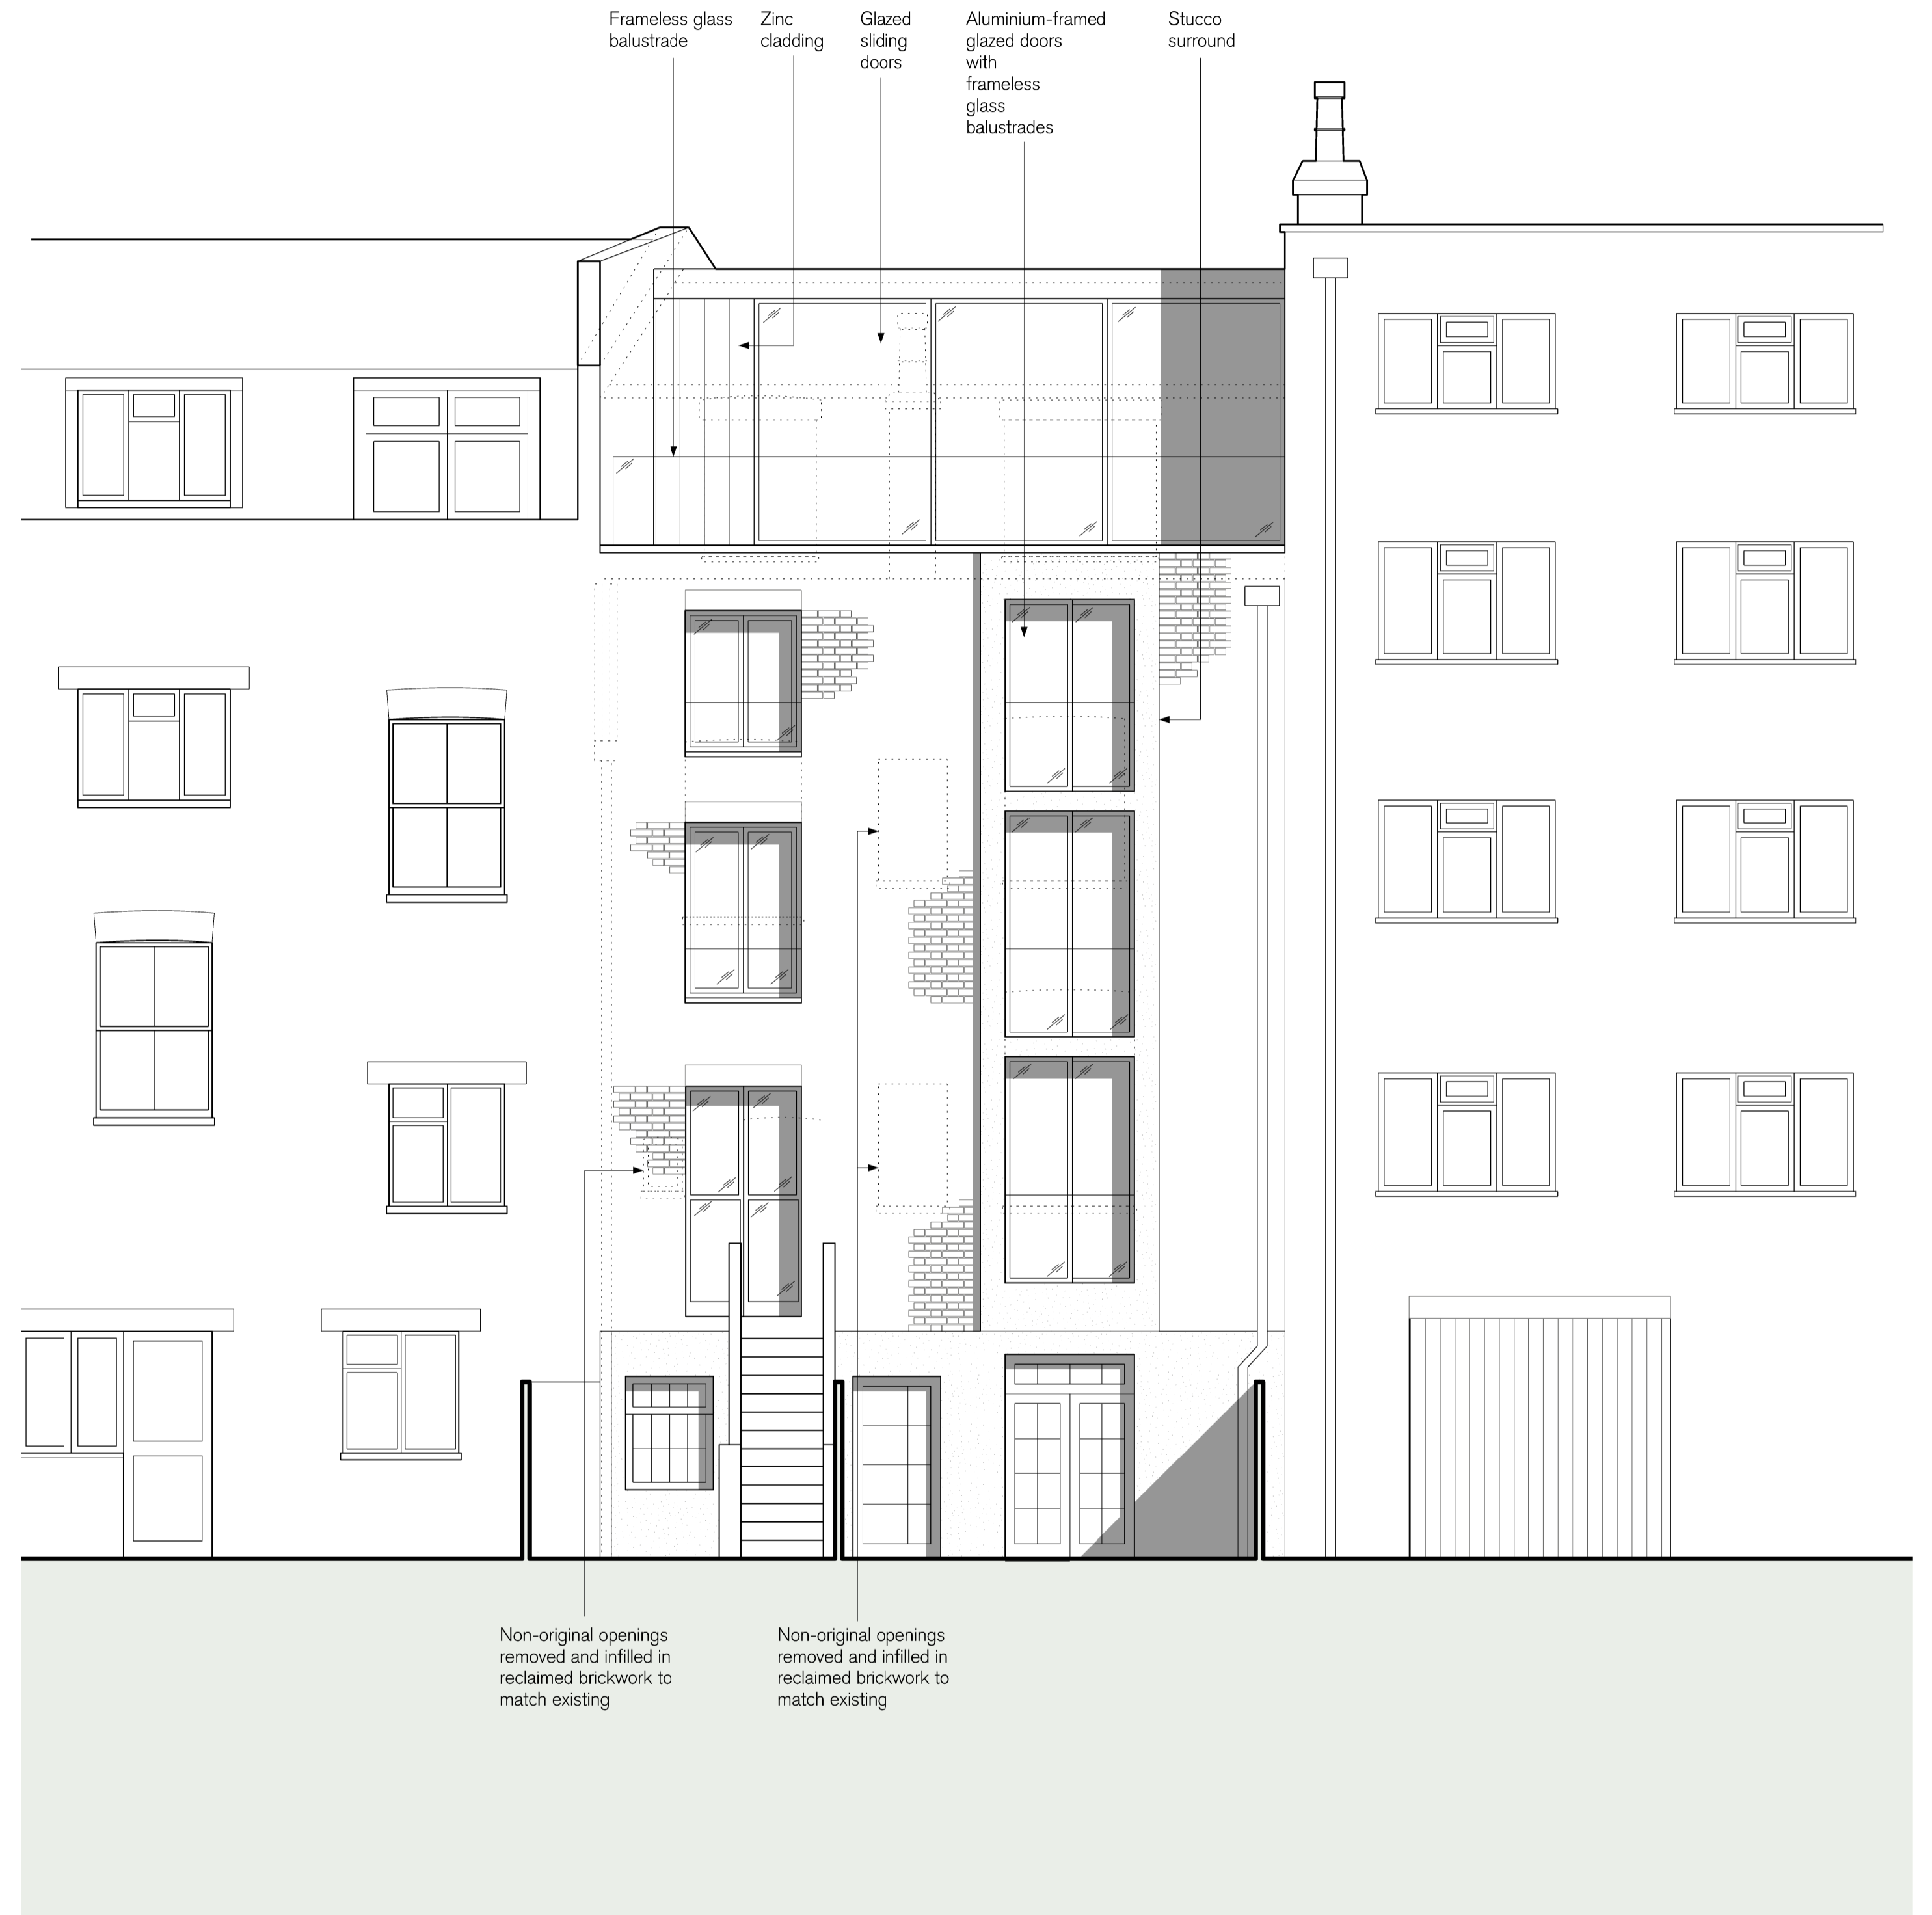 Frameless glass
balustrade
Zinc
cladding
Glazed
sliding
doors
Aluminium-framed
glazed doors
with
frameless
glass
balustrades
Stucco
surround
Non-original openings
removed and infilled in
reclaimed brickwork to
match existing
Non-original openings
removed and infilled in
reclaimed brickwork to
match existing